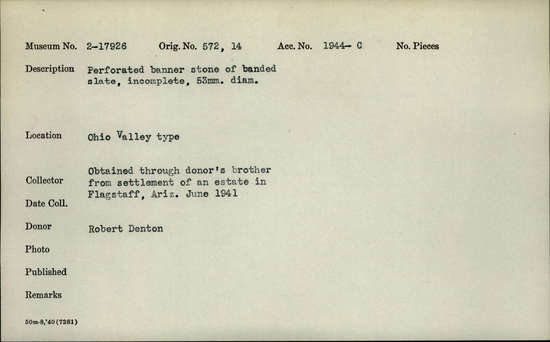 Museum No. 2-17926 Orig. No. 572, 14 Acc. No. 1944- C No. Pieces
Description Perforated banner stone of banded
slate, incomplete, 53mm. diam.
Location Ohio Valley type
Obtained through donor's brother
Collector from settlement of an estate in
Flagstaff, Ariz. June 1941
Date Coll.
Donor Robert Denton
Photo
Published
Remarks
50m-8,'40(7281)